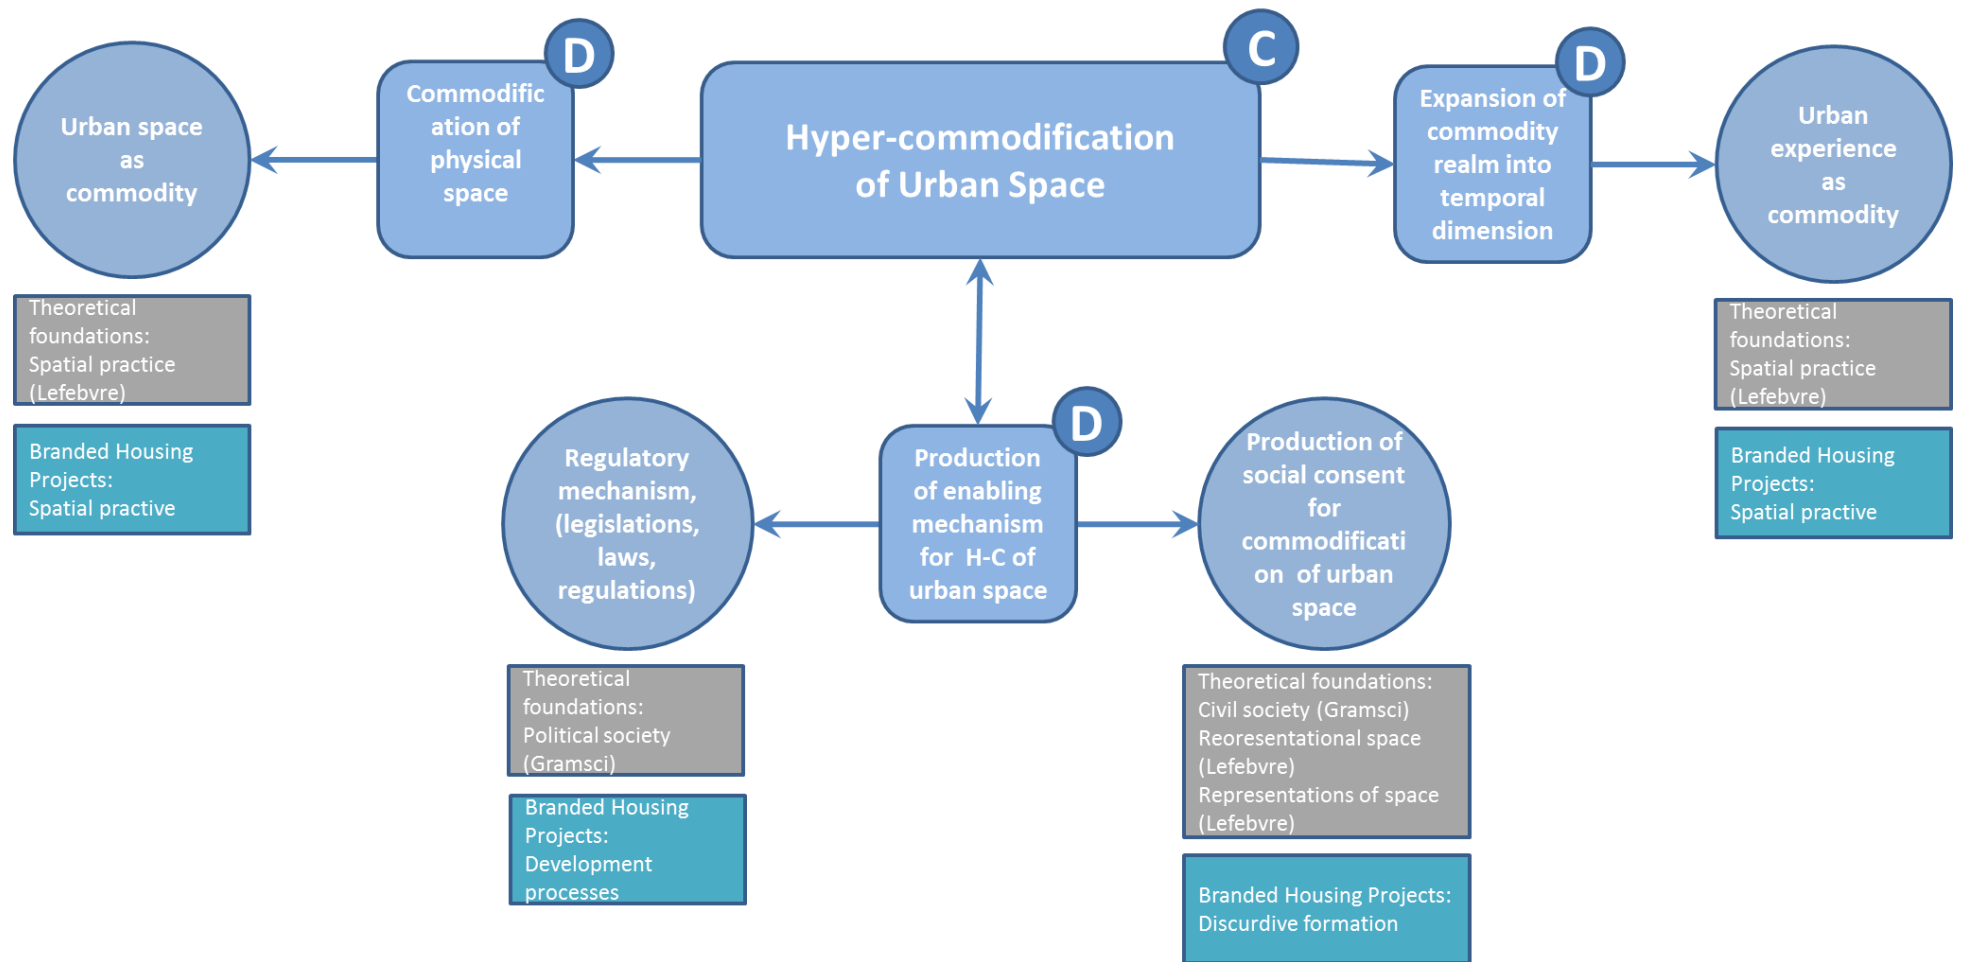 D
C
D
Urban space
as
commodity
Commodific
ation of
physical
space
Hyper-commodification
of Urban Space
Expansion of
commodity
realm into
temporal
dimension
Urban
experience
as
commodity
Theoretical
foundations:
Spatial practice
(Lefebvre)
Branded Housing
Projects:
Spatial practive
Theoretical
foundations:
Spatial practice
(Lefebvre)
Branded Housing
Projects:
Spatial practive
D
Regulatory
mechanism,
(legislations,
laws,
regulations)
Production
of enabling
mechanism
for  H-C of
urban space
Production of
social consent
for
commodificati
on  of urban
space
Theoretical
foundations:
Political society
(Gramsci)
Branded Housing
Projects:
Development
processes
Theoretical foundations:
Civil society (Gramsci)
Reoresentational space
(Lefebvre)
Representations of space
(Lefebvre)
Branded Housing Projects:
Discurdive formation